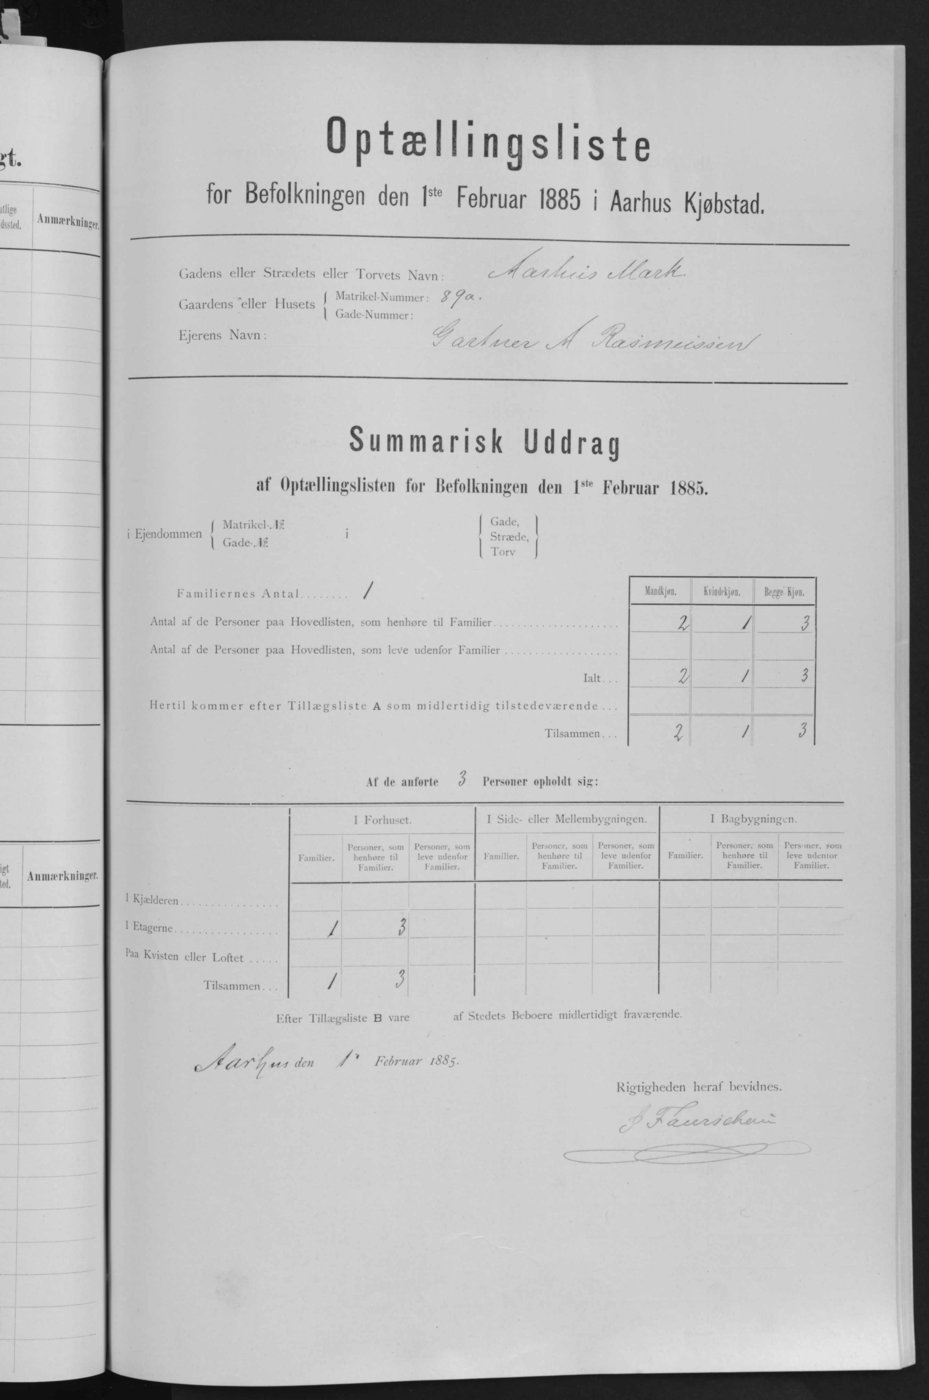 gt.
atlige
dssted.
Anmærkninger.
igt
ted.
Anmærkninger.
Optællingsliste
for Befolkningen den 1ste Februar 1885 i Aarhus Kjøbstad.
Gadens eller Strædets eller Torvets Navn: Aarhus Mark
Gaardens eller Husets { Matrikel-Nummer: 89a.
Gade-Nummer:
Ejerens Navn: Gartner A Rasmussen
Summarisk Uddrag
af Optællingslisten for Befolkningen den 1ste Februar 1885.
i Ejendommen { Matrikel-№ i { Gade,
Gade-№ Stræde,
Torv }
Familiernes Antal........ 1
Mandkjøn. Kvindekjøn. Begge Kjøn.
Antal af de Personer paa Hovedlisten, som henhøre til Familier 2 1 3
Antal af de Personer paa Hovedlisten, som leve udenfor Familier
Ialt... 2 1 3
Hertil kommer efter Tillægsliste A som midlertidig tilstedeværende...
Tilsammen... 2 1 3
Af de anførte 3 Personer opholdt sig:
I Forhuset. I Side- eller Mellembygningen. I Bagbygningen.
Familier. Personer, som henhøre til Familier. Personer, som leve udenfor Familier. Familier. Personer, som henhøre til Familier. Personer, som leve udenfor Familier. Familier. Personer, som henhøre til Familier. Personer, som leve udenfor Familier.
I Kjælderen
I Etagerne 1 3
Paa Kvisten eller Loftet
Tilsammen... 1 3
Efter Tillægsliste B vare af Stedets Beboere midlertidigt fraværende.
Aarhus den 1' Februar 1885.
Rigtigheden heraf bevidnes.
J Faurschou